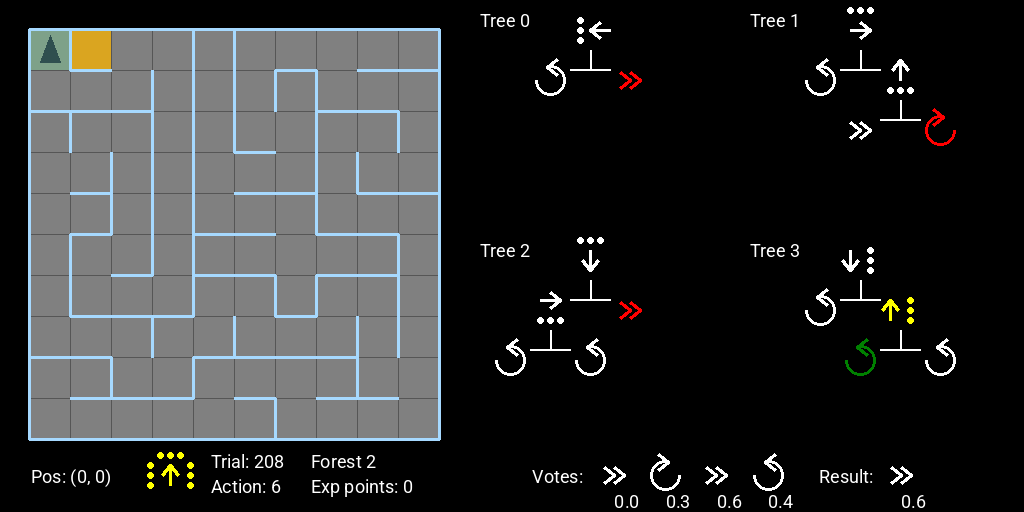 Tree 0
Tree 1
Tree 2
Tree 3
Pos: (0, 0)
Trial: 208
Forest 2
Action: 6
Exp points: 0
Votes:
Result:
0.0
0.3
0.6
0.4
0.6